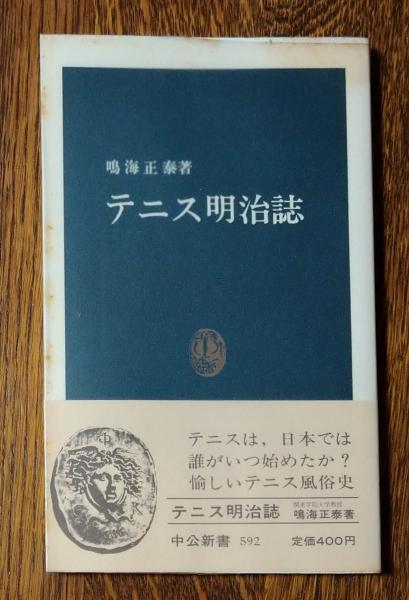 鳴海正泰著
テニス明治誌
テニスは，日本では
誰がいつ始めたか？
愉しいテニス風俗史
テニス明治誌 関東学院大学教授 鳴海正泰著
中公新書 592 定価400円